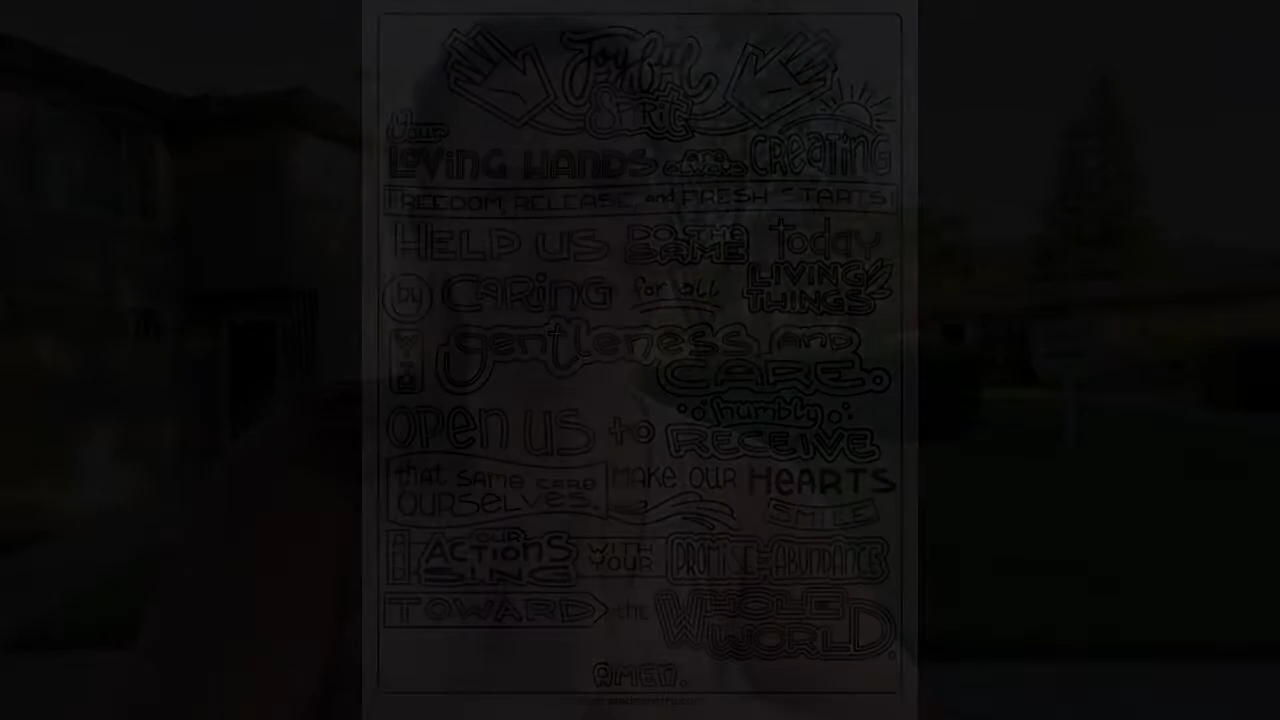 Joyful
SPIRIT
Your
LOVING HANDS are always CREATING
FREEDOM, RELEASE, and FRESH STARTS!
HELP US DO THE SAME today
by CARING for all LIVING THINGS
WITH gentleness AND
CARE.
OPEN US to humbly RECEIVE
that SAME CARE OURSELVES. MAKE OUR HEARTS
SMILE
OUR ACTIONS SING WITH YOUR PROMISE ABUNDANCE
TOWARD the WHOLE WORLD.
AMEN.